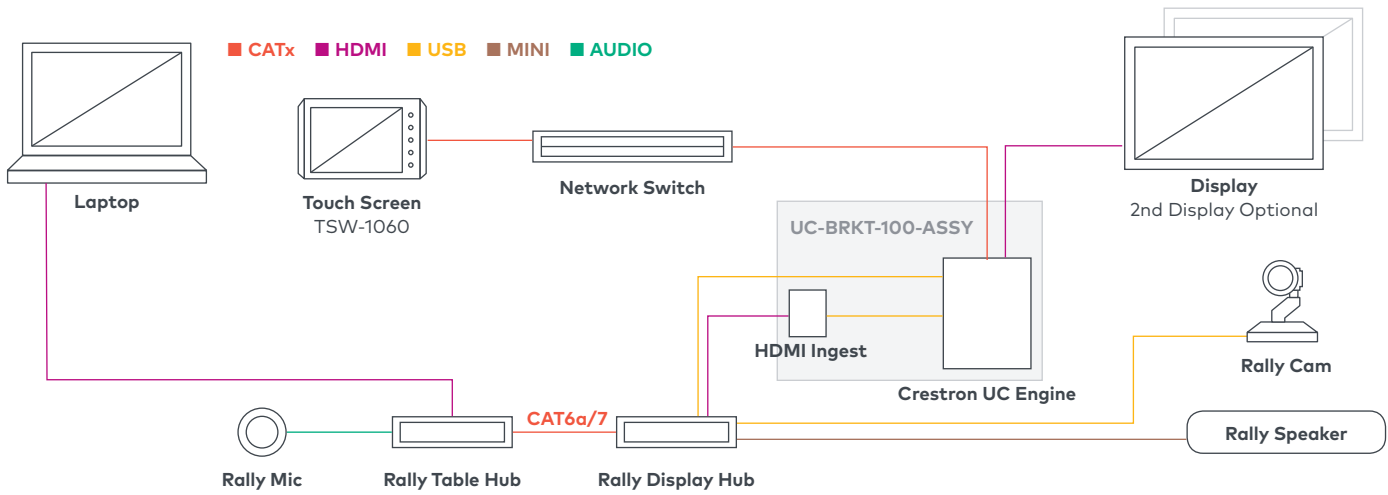 CATx HDMI USB MINI AUDIO
Laptop
Touch Screen
TSW-1060
Network Switch
Display
2nd Display Optional
UC-BRKT-100-ASSY
HDMI Ingest
Crestron UC Engine
Rally Cam
CAT6a/7
Rally Speaker
Rally Mic
Rally Table Hub
Rally Display Hub